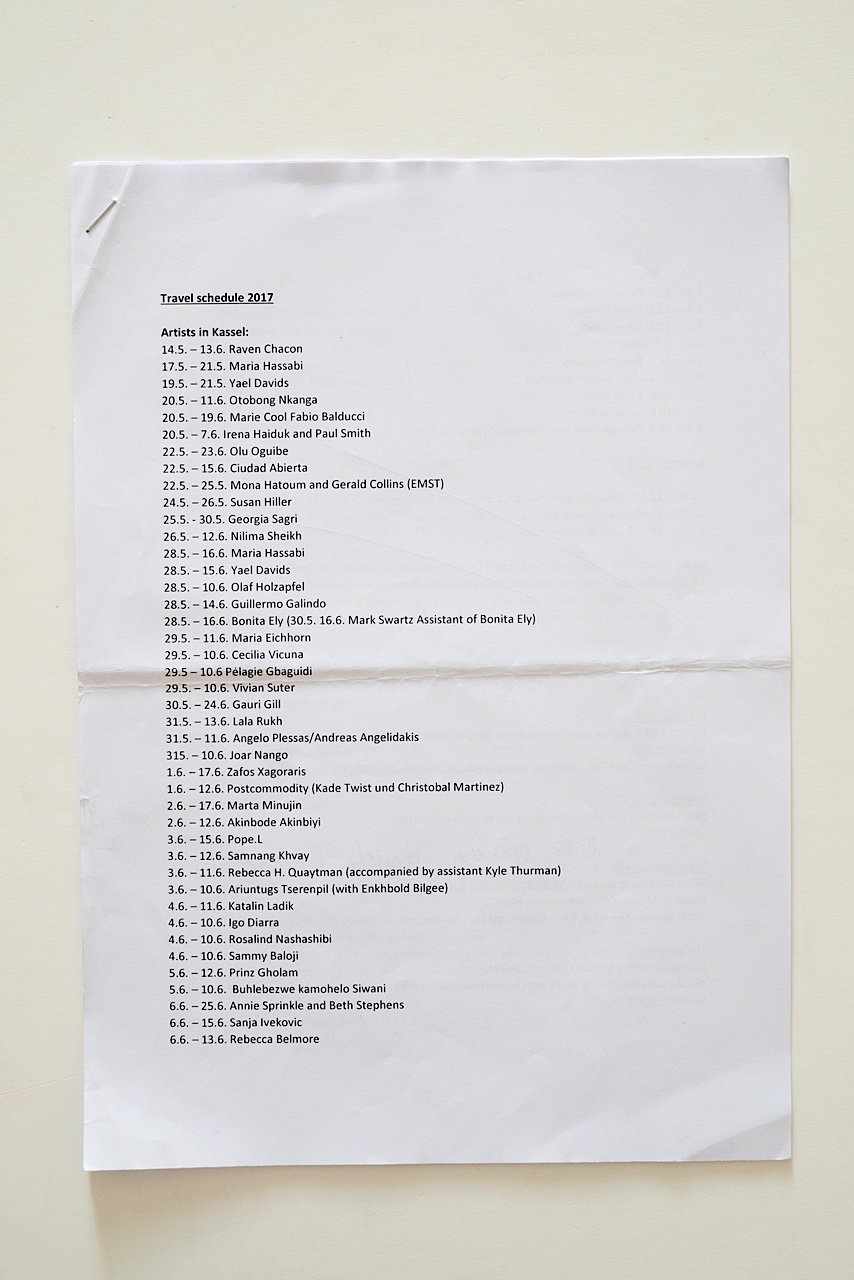 Travel schedule 2017
Artists in Kassel:
14.5. – 13.6. Raven Chacon
17.5. – 21.5. Maria Hassabi
19.5. – 21.5. Yael Davids
20.5. – 11.6. Otobong Nkanga
20.5. – 19.6. Marie Cool Fabio Balducci
20.5. – 7.6. Irena Haiduk and Paul Smith
22.5. – 23.6. Olu Oguibe
22.5. – 15.6. Ciudad Abierta
22.5. – 25.5. Mona Hatoum and Gerald Collins (EMST)
24.5. – 26.5. Susan Hiller
25.5. - 30.5. Georgia Sagri
26.5. – 12.6. Nilima Sheikh
28.5. – 16.6. Maria Hassabi
28.5. – 15.6. Yael Davids
28.5. – 10.6. Olaf Holzapfel
28.5. – 14.6. Guillermo Galindo
28.5. – 16.6. Bonita Ely (30.5. 16.6. Mark Swartz Assistant of Bonita Ely)
29.5. – 11.6. Maria Eichhorn
29.5. – 10.6. Cecilia Vicuna
29.5 – 10.6 Pélagie Gbaguidi
29.5. – 10.6. Vivian Suter
30.5. – 24.6. Gauri Gill
31.5. – 13.6. Lala Rukh
31.5. – 11.6. Angelo Plessas/Andreas Angelidakis
315. – 10.6. Joar Nango
1.6. – 17.6. Zafos Xagoraris
1.6. – 12.6. Postcommodity (Kade Twist und Christobal Martinez)
2.6. – 17.6. Marta Minujin
2.6. – 12.6. Akinbode Akinbiyi
3.6. – 15.6. Pope.L
3.6. – 12.6. Samnang Khvay
3.6. – 11.6. Rebecca H. Quaytman (accompanied by assistant Kyle Thurman)
3.6. – 10.6. Ariuntugs Tserenpil (with Enkhbold Bilgee)
4.6. – 11.6. Katalin Ladik
4.6. – 10.6. Igo Diarra
4.6. – 10.6. Rosalind Nashashibi
4.6. – 10.6. Sammy Baloji
5.6. – 12.6. Prinz Gholam
5.6. – 10.6. Buhlebezwe kamohelo Siwani
6.6. – 25.6. Annie Sprinkle and Beth Stephens
6.6. – 15.6. Sanja Ivekovic
6.6. – 13.6. Rebecca Belmore